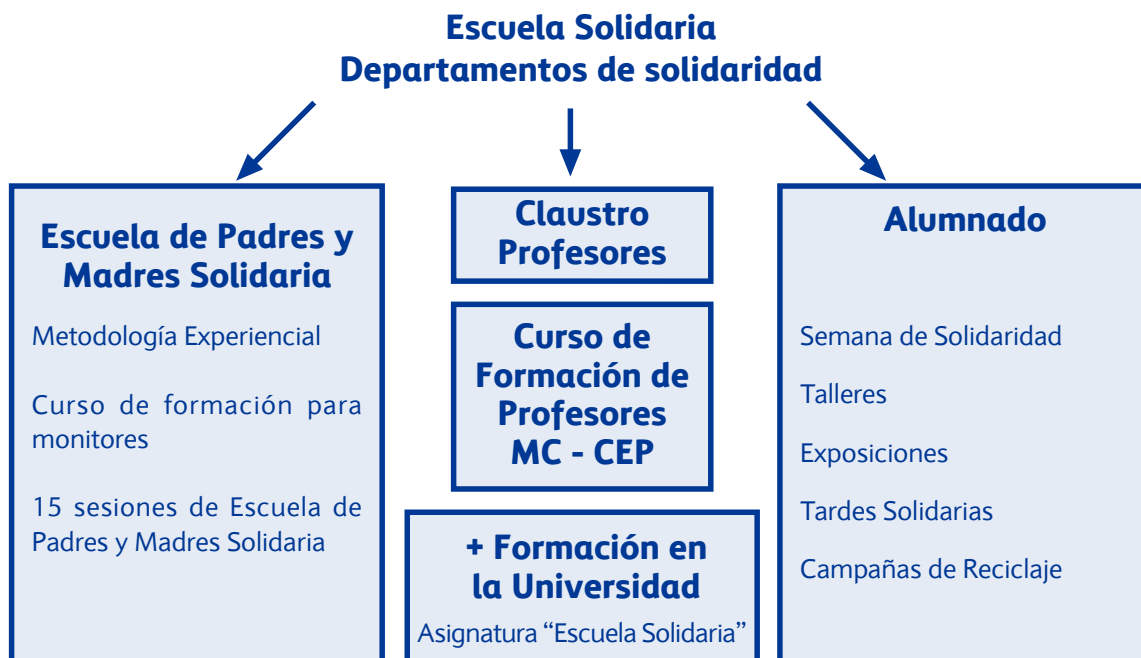 Escuela Solidaria
Departamentos de solidaridad
Escuela de Padres y
Madres Solidaria
Metodología Experiencial
Curso de formación para
monitores
15 sesiones de Escuela de
Padres y Madres Solidaria
Claustro
Profesores
Curso de
Formación de
Profesores
MC - CEP
+ Formación en
la Universidad
Asignatura “Escuela Solidaria”
Alumnado
Semana de Solidaridad
Talleres
Exposiciones
Tardes Solidarias
Campañas de Reciclaje